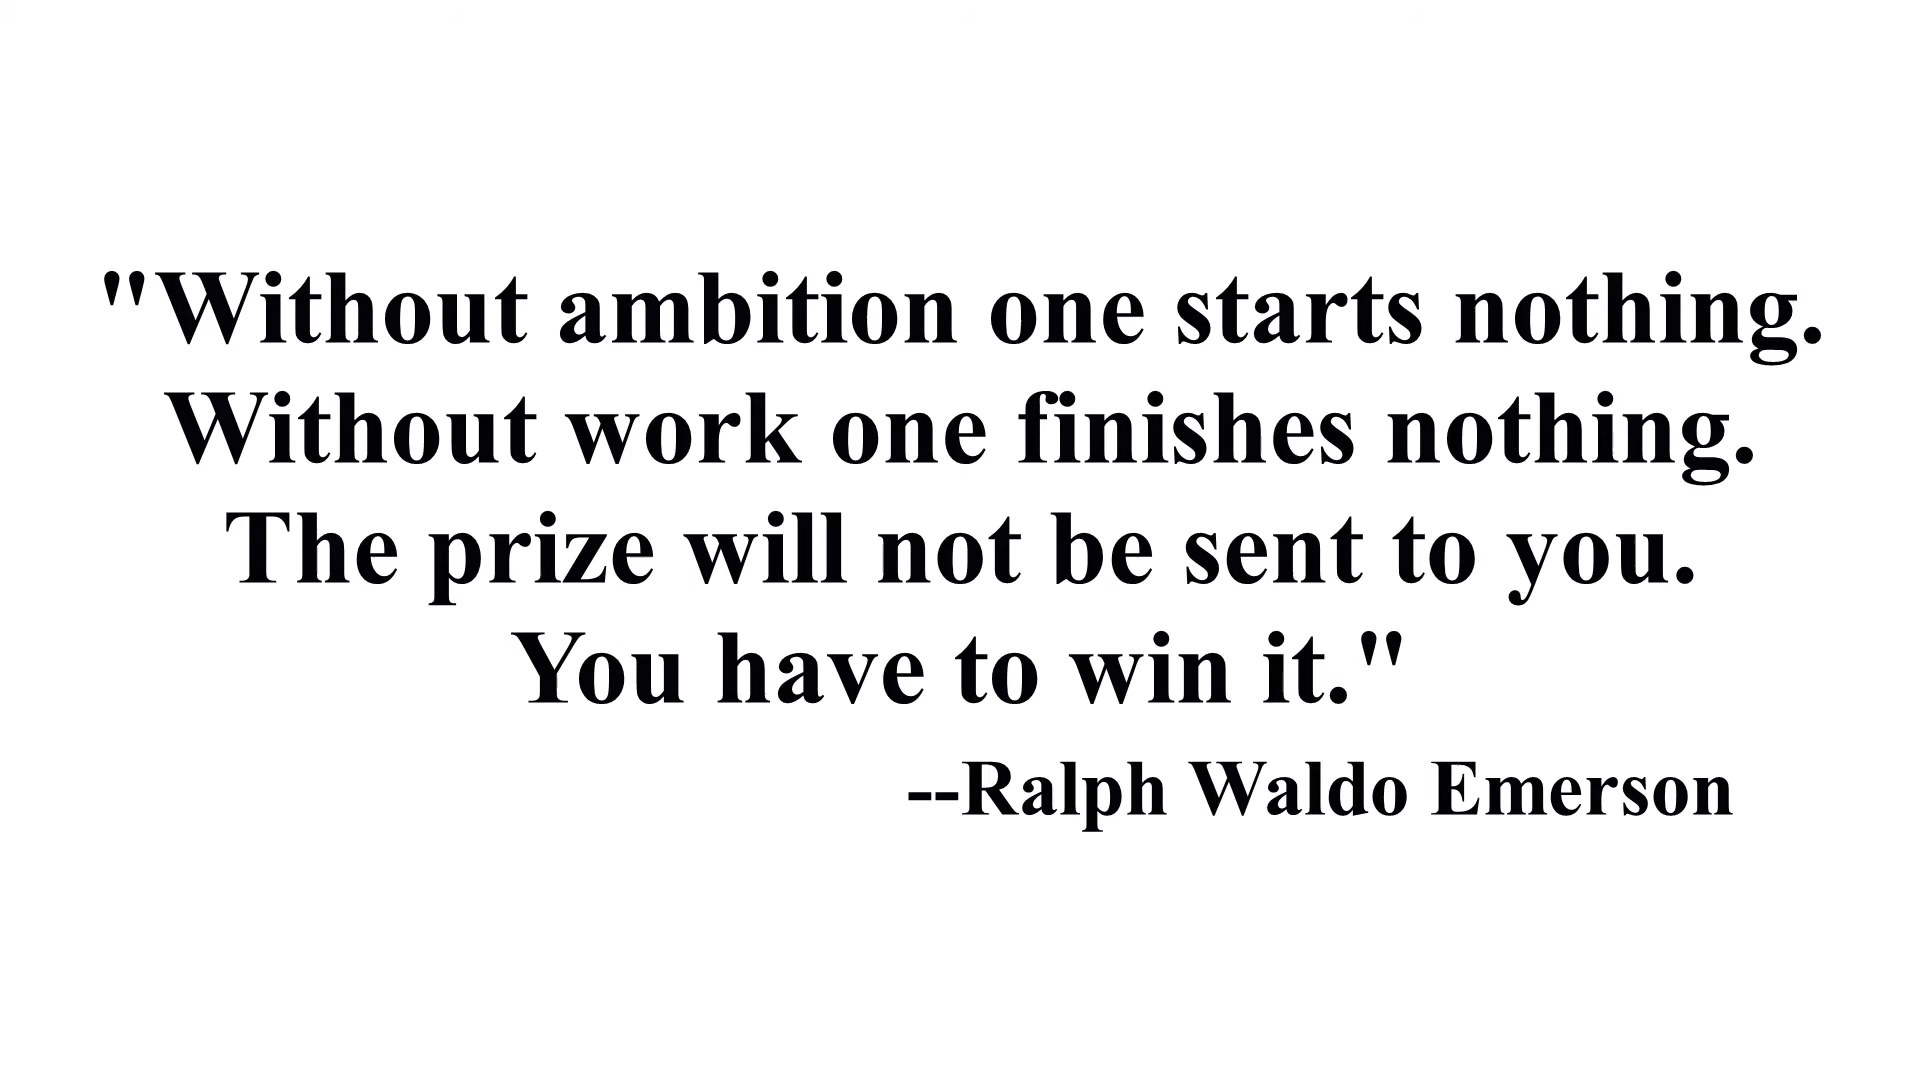 "Without ambition one starts nothing.
Without work one finishes nothing.
The prize will not be sent to you.
You have to win it."
--Ralph Waldo Emerson